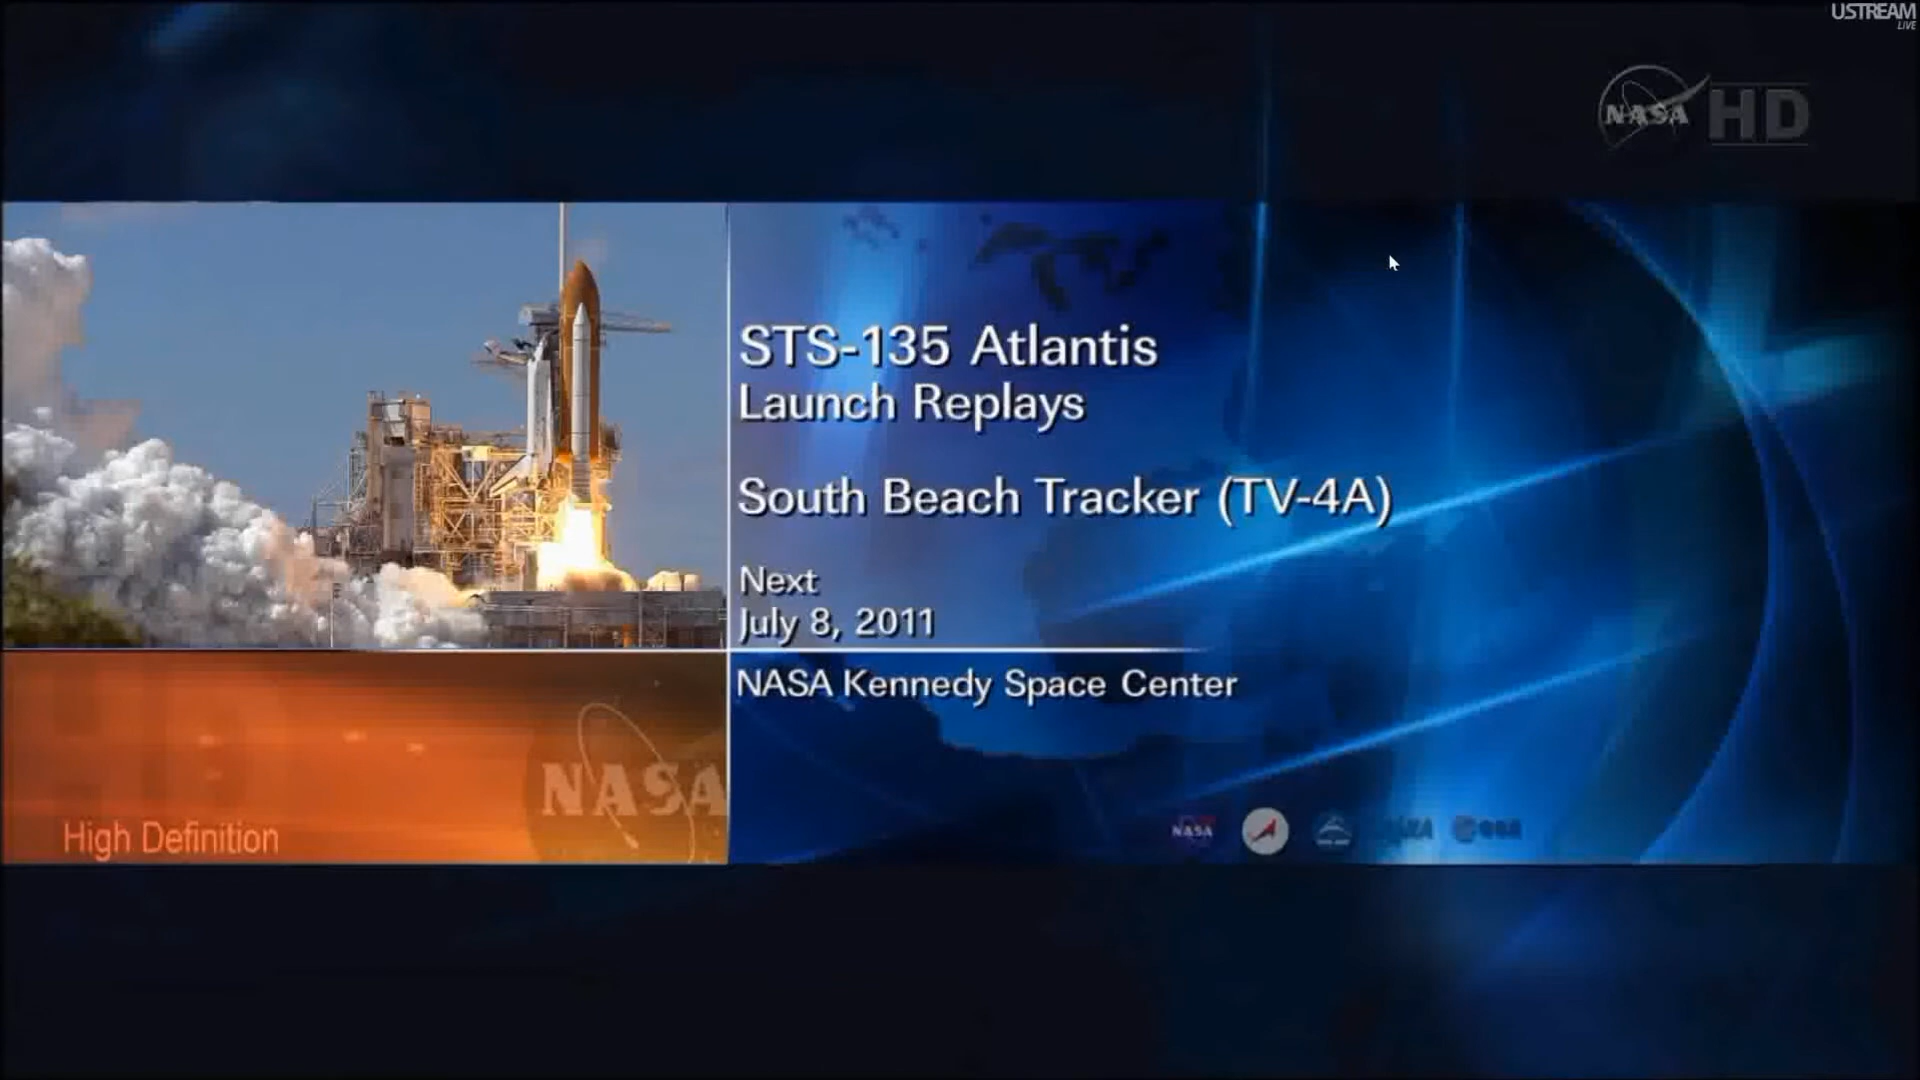 USTREAM
LIVE
NASA HD
STS-135 Atlantis
Launch Replays
South Beach Tracker (TV-4A)
Next
July 8, 2011
NASA Kennedy Space Center
NASA
High Definition
NASA